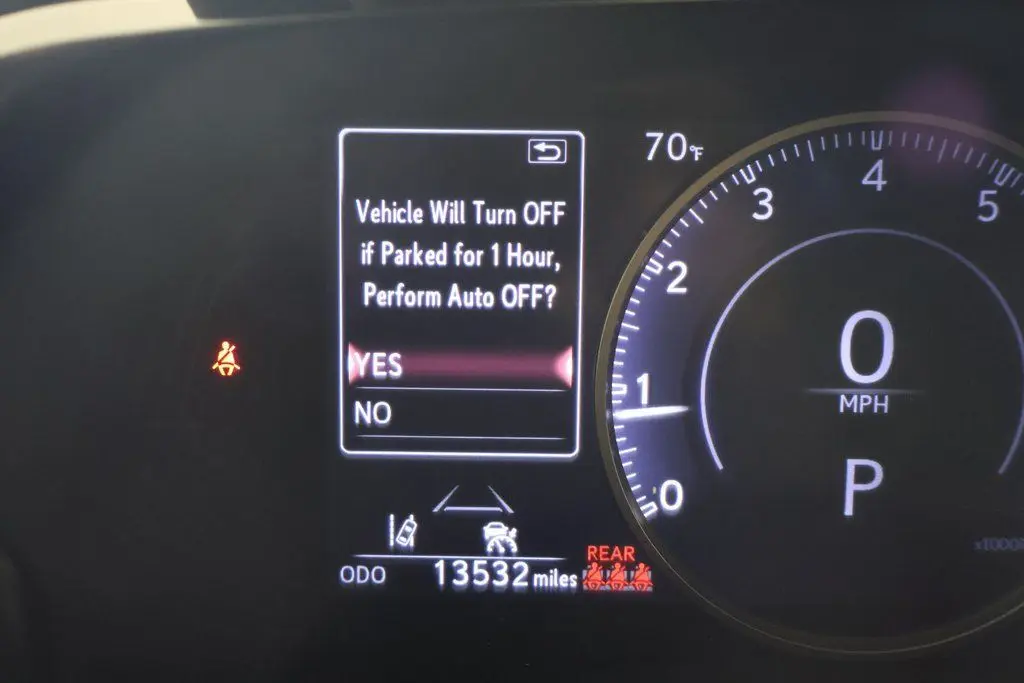 70°F
Vehicle Will Turn OFF
if Parked for 1 Hour,
Perform Auto OFF?
YES
NO
0
1
2
3
4
5
0
MPH
P
REAR
ODO 13532 miles